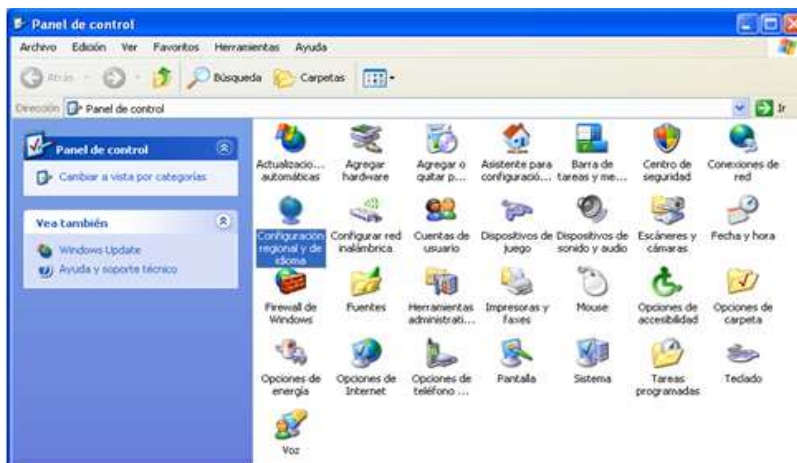 Panel de control
Archivo Edición Ver Favoritos Herramientas Ayuda
Atrás Búsqueda Carpetas
Dirección Panel de control Ir
Panel de control
Cambiar a vista por categorías
Vea también
Windows Update
Ayuda y soporte técnico
Actualizacio... Agregar Agregar o Asistente para Barra de Centro de Conexiones de
automáticas hardware quitar p... configuració... tareas y me... seguridad red
Configuración Configurar red Cuentas de Dispositivos de Dispositivos de Escáneres y Fecha y hora
regional y de inalámbrica usuario juego sonido y audio cámaras
idioma
Firewall de Fuentes Herramientas Impresoras y Mouse Opciones de Opciones de
Windows administrati... faxes accesibilidad carpeta
Opciones de Opciones de Opciones de Pantalla Sistema Tareas Teclado
energía Internet teléfono ... programadas
Voz